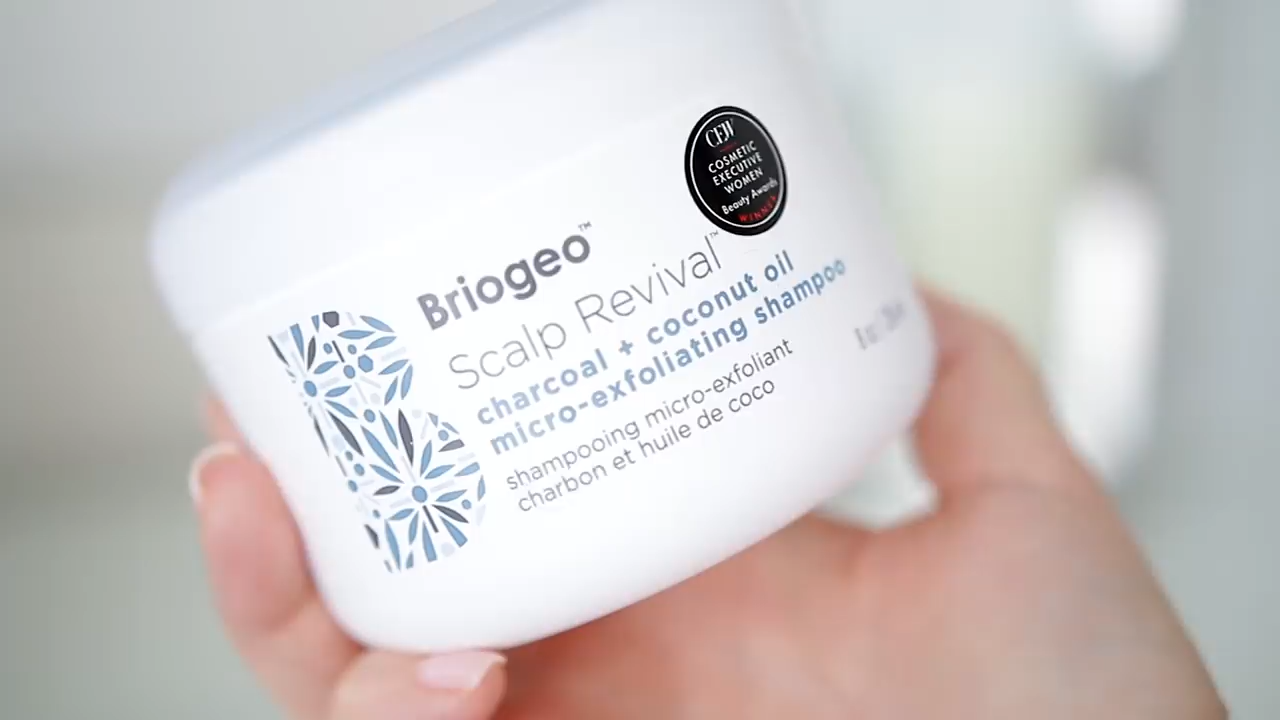 CEW
COSMETIC
EXECUTIVE
WOMEN
Beauty Awards
WINNER
Briogeo™
Scalp Revival™
charcoal + coconut oil
micro-exfoliating shampoo
shampooing micro-exfoliant
charbon et huile de coco